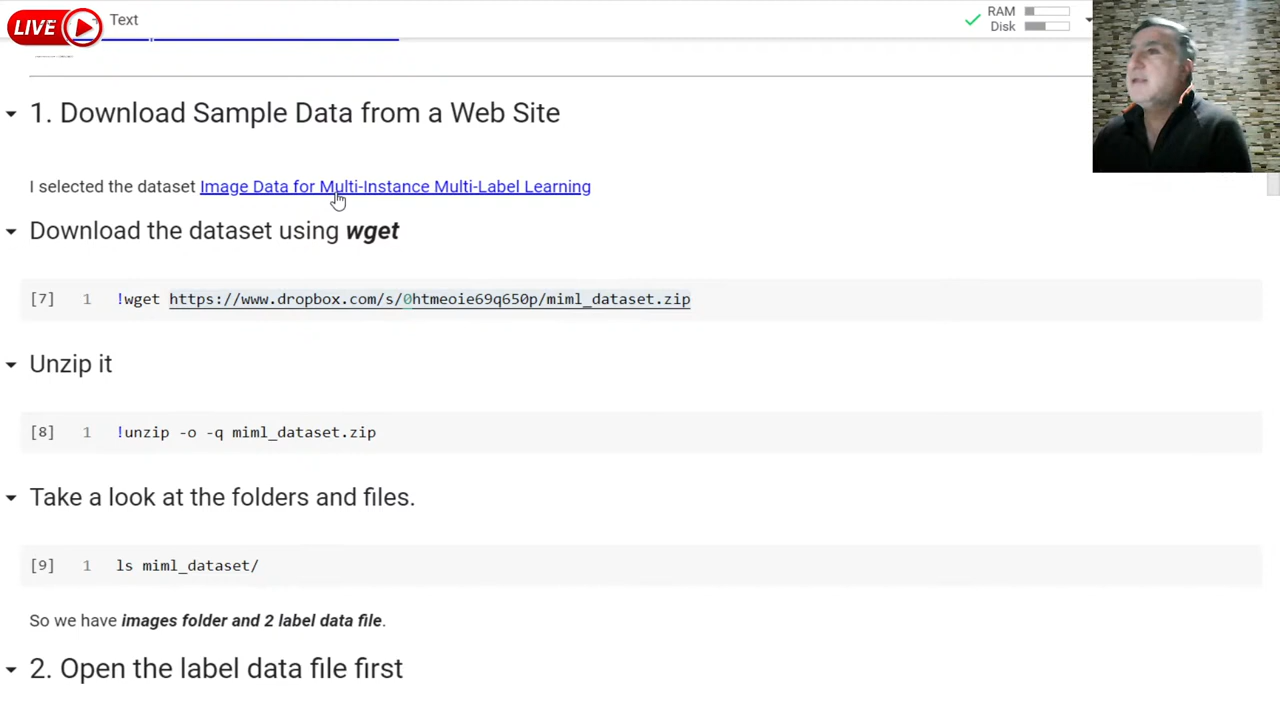 LIVE
Text
RAM
Disk
1. Download Sample Data from a Web Site
I selected the dataset Image Data for Multi-Instance Multi-Label Learning
Download the dataset using wget
[7] 1 !wget https://www.dropbox.com/s/0htmeoie69q650p/miml_dataset.zip
Unzip it
[8] 1 !unzip -o -q miml_dataset.zip
Take a look at the folders and files.
[9] 1 ls miml_dataset/
So we have images folder and 2 label data file.
2. Open the label data file first